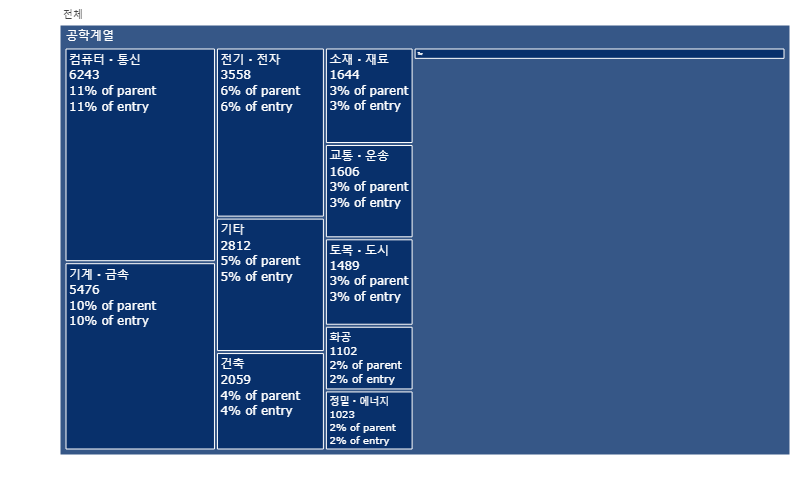 전체
공학계열
컴퓨터・통신
6243
11% of parent
11% of entry
기계・금속
5476
10% of parent
10% of entry
전기・전자
3558
6% of parent
6% of entry
기타
2812
5% of parent
5% of entry
건축
2059
4% of parent
4% of entry
소재・재료
1644
3% of parent
3% of entry
교통・운송
1606
3% of parent
3% of entry
토목・도시
1489
3% of parent
3% of entry
화공
1102
2% of parent
2% of entry
정밀・에너지
1023
2% of parent
2% of entry